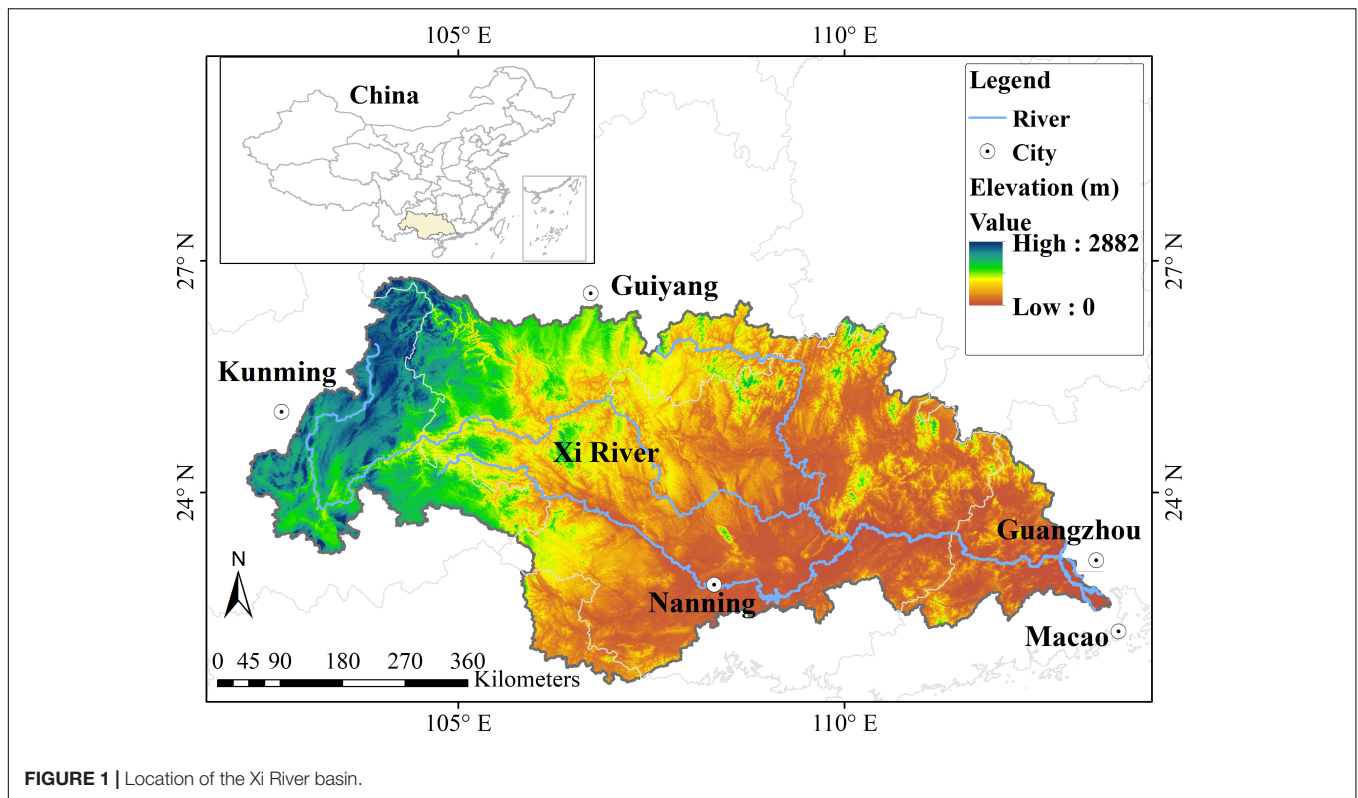 105° E
110° E
China
Legend
River
City
Elevation (m)
Value
High : 2882
Low : 0
27° N
27° N
Guiyang
Kunming
Xi River
24° N
24° N
Guangzhou
N
Nanning
Macao
0 45 90 180 270 360
Kilometers
105° E
110° E
FIGURE 1 | Location of the Xi River basin.